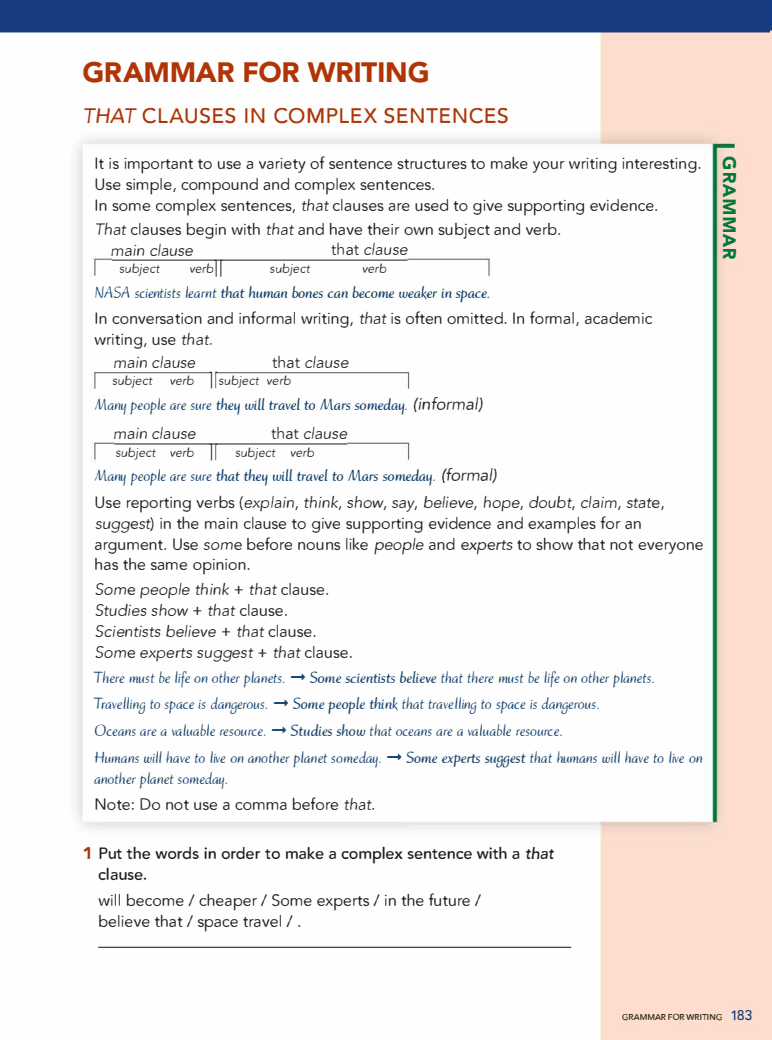 GRAMMAR FOR WRITING
THAT CLAUSES IN COMPLEX SENTENCES
It is important to use a variety of sentence structures to make your writing interesting.
Use simple, compound and complex sentences.
In some complex sentences, that clauses are used to give supporting evidence.
That clauses begin with that and have their own subject and verb.
main clause that clause
subject verb subject verb
NASA scientists learnt that human bones can become weaker in space.
In conversation and informal writing, that is often omitted. In formal, academic
writing, use that.
main clause that clause
subject verb subject verb
Many people are sure they will travel to Mars someday. (informal)
main clause that clause
subject verb subject verb
Many people are sure that they will travel to Mars someday. (formal)
Use reporting verbs (explain, think, show, say, believe, hope, doubt, claim, state,
suggest) in the main clause to give supporting evidence and examples for an
argument. Use some before nouns like people and experts to show that not everyone
has the same opinion.
Some people think + that clause.
Studies show + that clause.
Scientists believe + that clause.
Some experts suggest + that clause.
There must be life on other planets. → Some scientists believe that there must be life on other planets.
Travelling to space is dangerous. → Some people think that travelling to space is dangerous.
Oceans are a valuable resource. → Studies show that oceans are a valuable resource.
Humans will have to live on another planet someday. → Some experts suggest that humans will have to live on
another planet someday.
Note: Do not use a comma before that.
GRAMMAR
1 Put the words in order to make a complex sentence with a that
clause.
will become / cheaper / Some experts / in the future /
believe that / space travel / .
GRAMMAR FOR WRITING 183